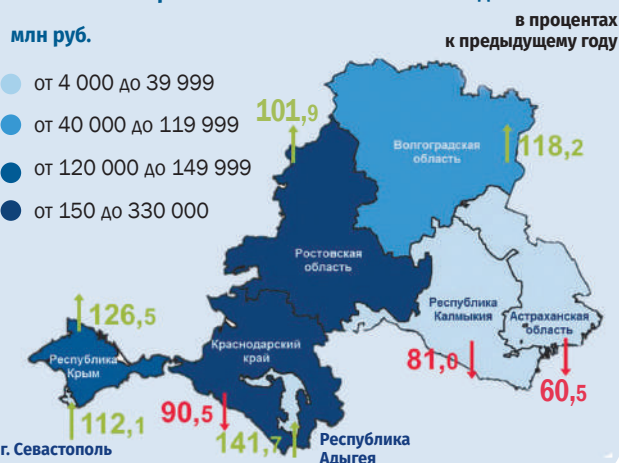 млн руб.
в процентах
к предыдущему году
от 4 000 до 39 999
от 40 000 до 119 999
от 120 000 до 149 999
от 150 до 330 000
101,9
Волгоградская
область
118,2
Ростовская
область
126,5
Республика
Крым
Краснодарский
край
Республика
Калмыкия
Астраханская
область
81,0
60,5
90,5
112,1
141,7
г. Севастополь
Республика
Адыгея